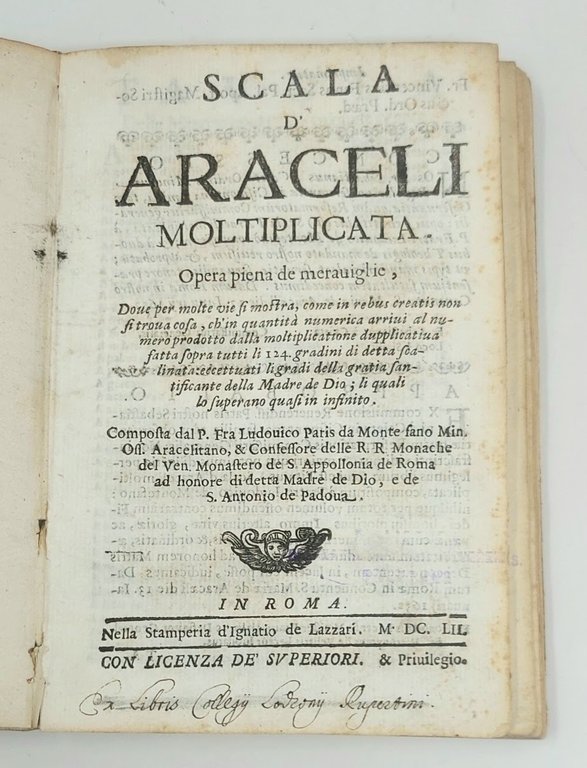 SCALA
D'
ARACELI
MOLTIPLICATA.
Opera piena de merauiglie,
Doue per molte vie si mostra, come in rebus creatis non
si troua cosa, ch'in quantità numerica arriui al nu-
mero prodotto dalla moltiplicatione dupplicatiua
fatta sopra tutti li 124. gradini di detta sca-
linata: eccettuati li gradi della gratia san-
tificante della Madre de Dio; li quali
lo superano quasi in infinito.
Composta dal P. Fra Ludouico Paris da Monte sano Min.
Oss. Aracelitano, & Confessore delle R. R. Monache
del Ven. Monastero de S. Appollonia de Roma
ad honore di detta Madre de Dio, e de
S. Antonio de Padoua.
IN ROMA.
Nella Stamperia d'Ignatio de Lazzari. M. DC. LII.
CON LICENZA DE' SVPERIORI. & Priuilegio.
Ex Libris Collegij Lodronij Rupertini.